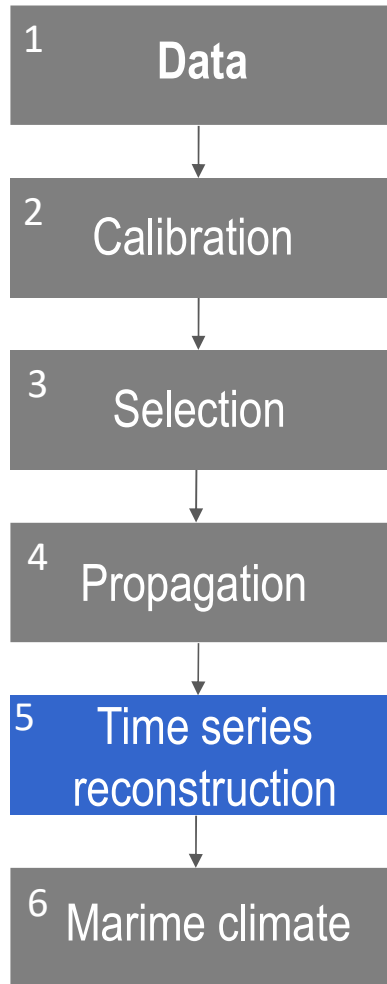 1
Data
2
Calibration
3
Selection
4
Propagation
5
Time series
reconstruction
6
Marime climate